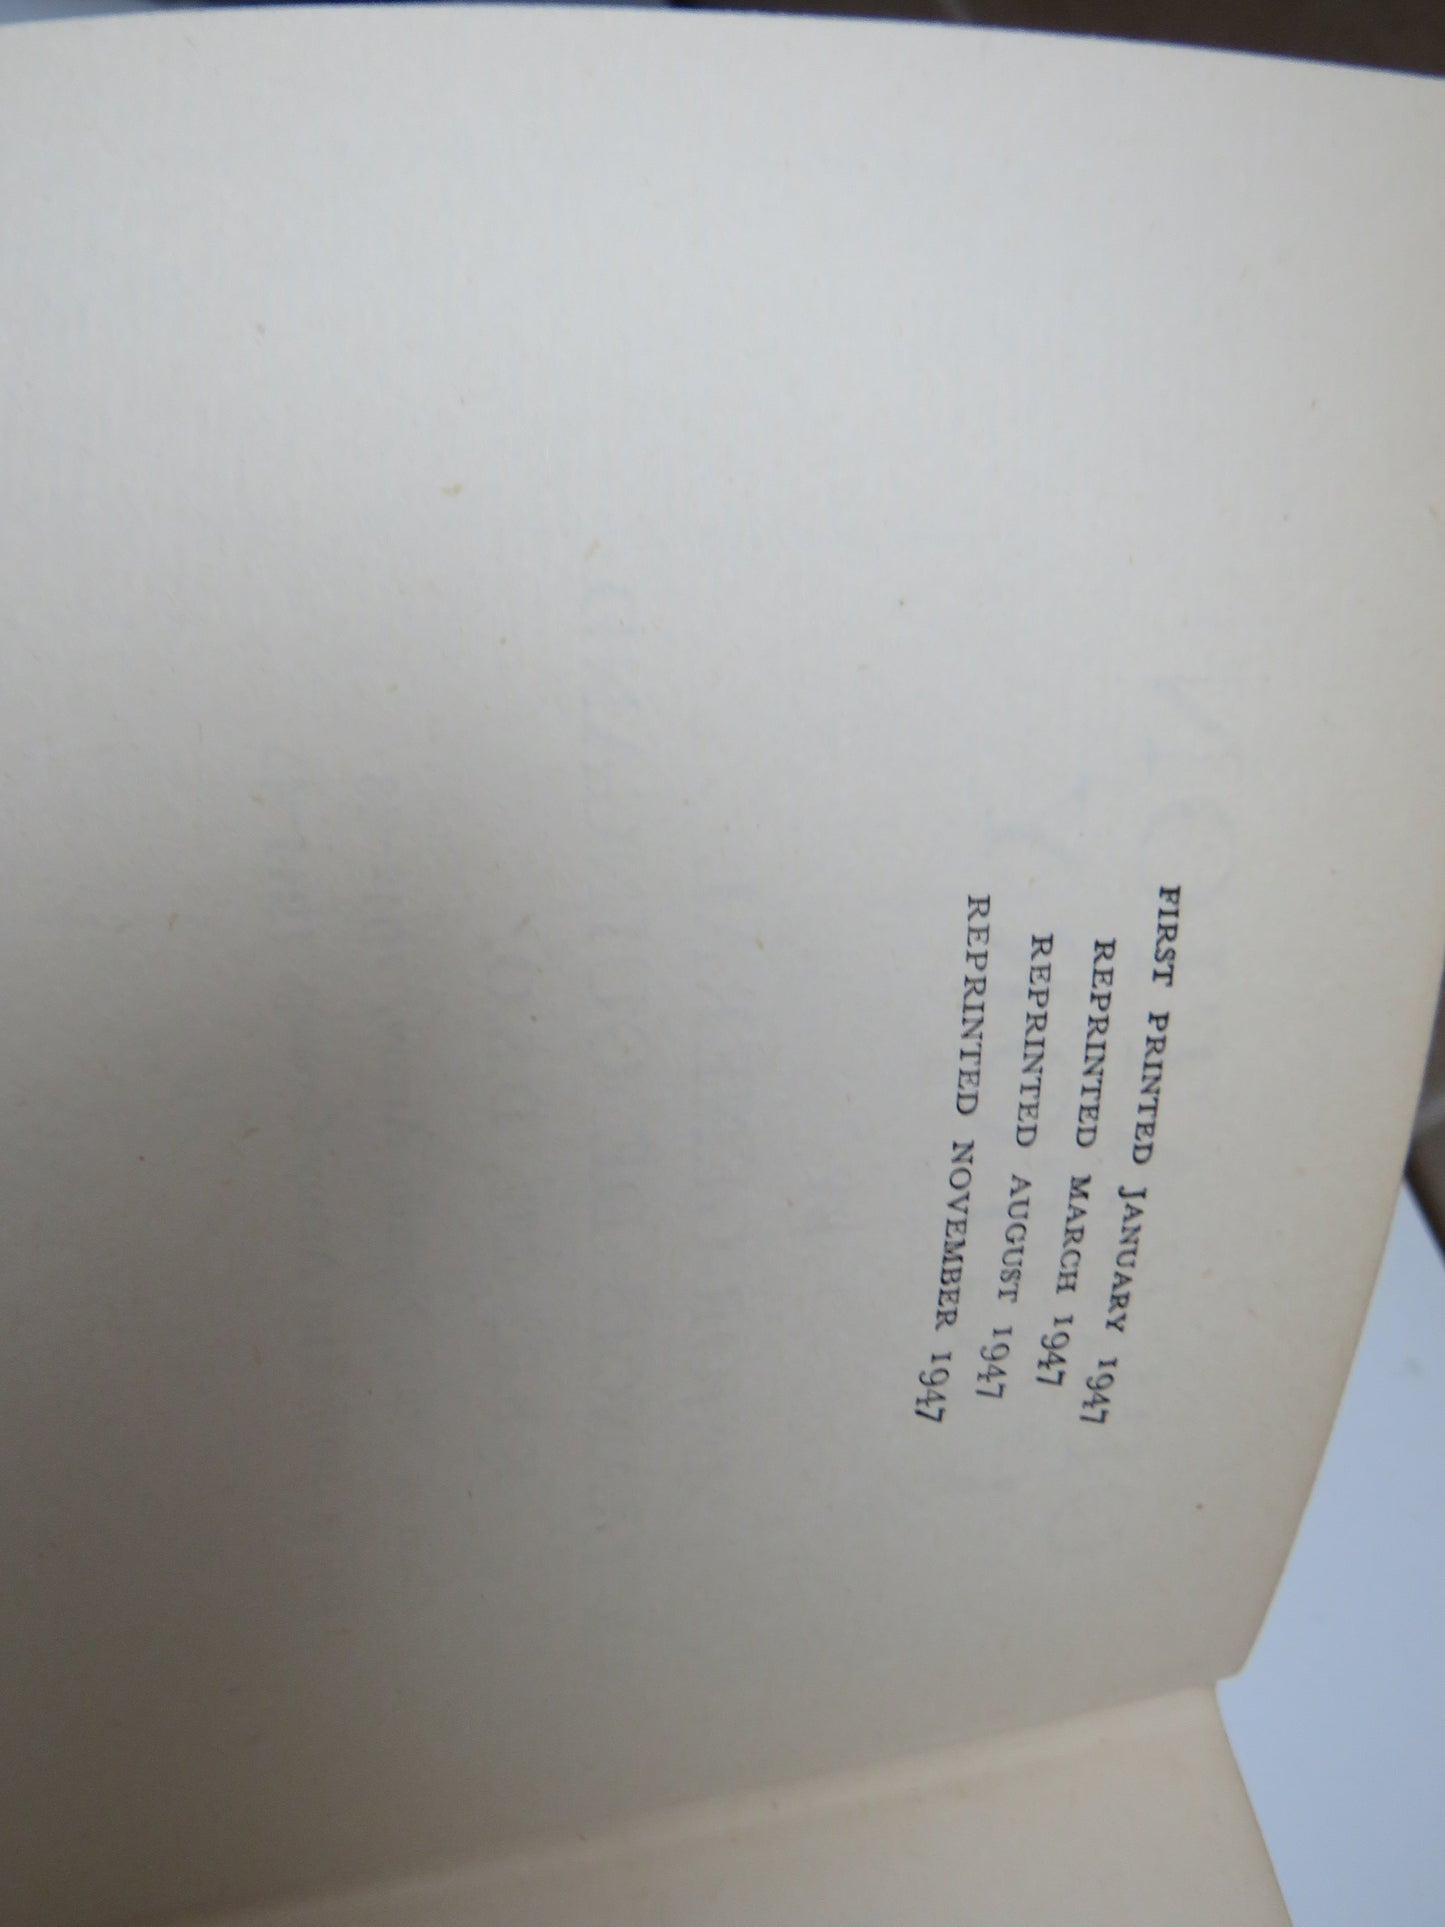 FIRST PRINTED JANUARY 1947
REPRINTED MARCH 1947
REPRINTED AUGUST 1947
REPRINTED NOVEMBER 1947